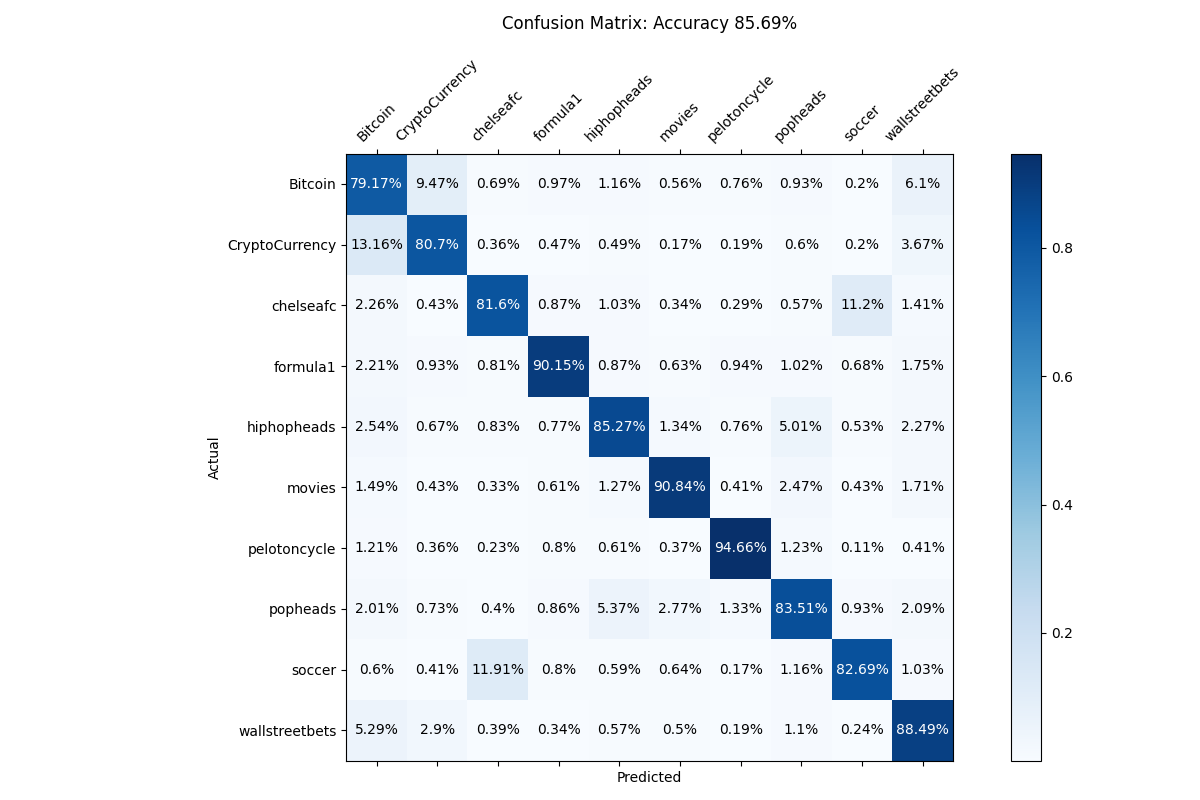 Confusion Matrix: Accuracy 85.69%
Bitcoin CryptoCurrency chelseafc formula1 hiphopheads movies pelotoncycle popheads soccer wallstreetbets
Bitcoin 79.17% 9.47% 0.69% 0.97% 1.16% 0.56% 0.76% 0.93% 0.2% 6.1%
CryptoCurrency 13.16% 80.7% 0.36% 0.47% 0.49% 0.17% 0.19% 0.6% 0.2% 3.67%
0.8
chelseafc 2.26% 0.43% 81.6% 0.87% 1.03% 0.34% 0.29% 0.57% 11.2% 1.41%
formula1 2.21% 0.93% 0.81% 90.15% 0.87% 0.63% 0.94% 1.02% 0.68% 1.75%
0.6
hiphopheads 2.54% 0.67% 0.83% 0.77% 85.27% 1.34% 0.76% 5.01% 0.53% 2.27%
Actual
movies 1.49% 0.43% 0.33% 0.61% 1.27% 90.84% 0.41% 2.47% 0.43% 1.71%
0.4
pelotoncycle 1.21% 0.36% 0.23% 0.8% 0.61% 0.37% 94.66% 1.23% 0.11% 0.41%
popheads 2.01% 0.73% 0.4% 0.86% 5.37% 2.77% 1.33% 83.51% 0.93% 2.09%
0.2
soccer 0.6% 0.41% 11.91% 0.8% 0.59% 0.64% 0.17% 1.16% 82.69% 1.03%
wallstreetbets 5.29% 2.9% 0.39% 0.34% 0.57% 0.5% 0.19% 1.1% 0.24% 88.49%
Predicted